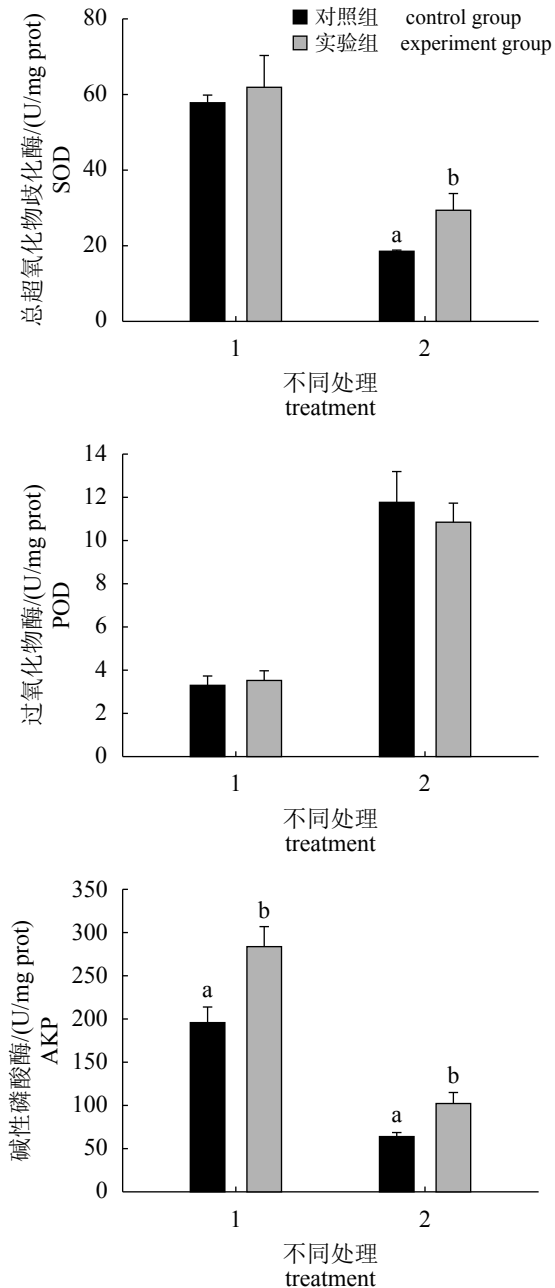 对照组 control group
实验组 experiment group
总超氧化物歧化酶/(U/mg prot)
SOD
80
60
40
20
0
a
b
1
2
不同处理
treatment
过氧化物酶/(U/mg prot)
POD
14
12
10
8
6
4
2
0
1
2
不同处理
treatment
碱性磷酸酶/(U/mg prot)
AKP
350
300
250
200
150
100
50
0
a
b
a
b
1
2
不同处理
treatment